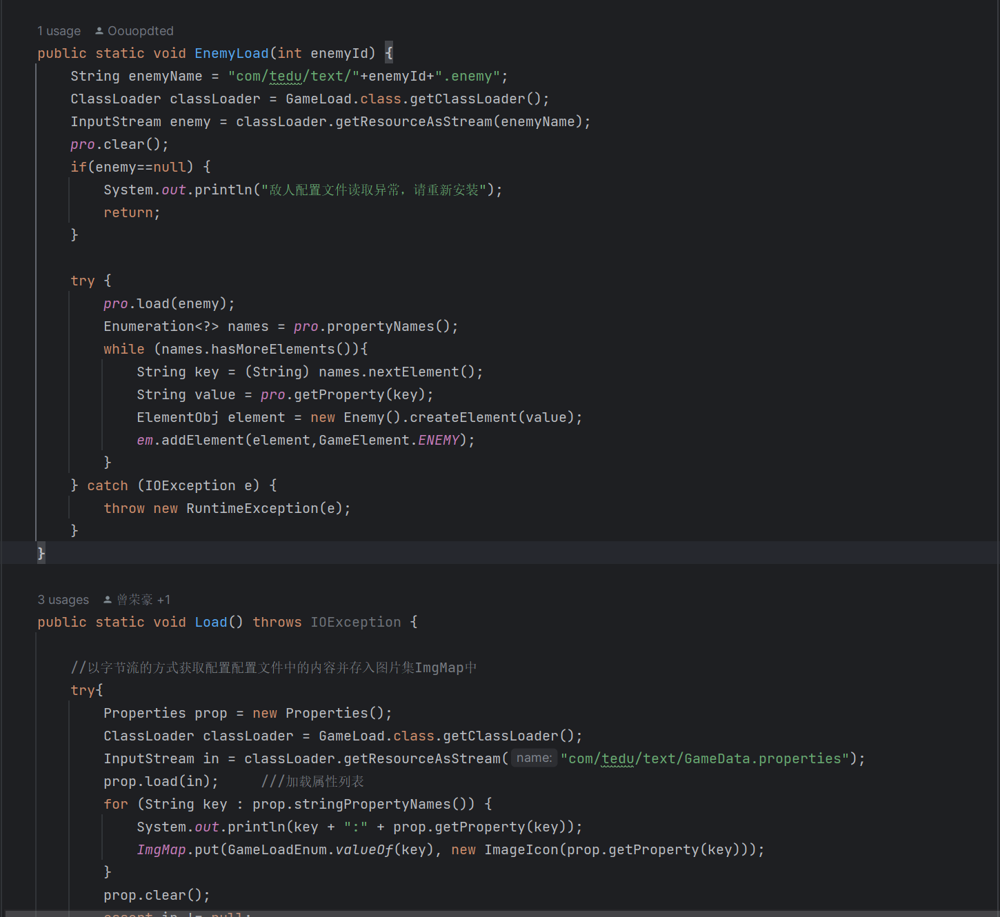 1 usage Oouopdted
public static void EnemyLoad(int enemyId) {
    String enemyName = "com/tedu/text/"+enemyId+".enemy";
    ClassLoader classLoader = GameLoad.class.getClassLoader();
    InputStream enemy = classLoader.getResourceAsStream(enemyName);
    pro.clear();
    if(enemy==null) {
        System.out.println("敌人配置文件读取异常，请重新安装");
        return;
    }
    try {
        pro.load(enemy);
        Enumeration<?> names = pro.propertyNames();
        while (names.hasMoreElements()){
            String key = (String) names.nextElement();
            String value = pro.getProperty(key);
            ElementObj element = new Enemy().createElement(value);
            em.addElement(element,GameElement.ENEMY);
        }
    } catch (IOException e) {
        throw new RuntimeException(e);
    }
}
3 usages 曾荣豪 +1
public static void Load() throws IOException {
    //以字节流的方式获取配置配置文件中的内容并存入图片集ImgMap中
    try{
        Properties prop = new Properties();
        ClassLoader classLoader = GameLoad.class.getClassLoader();
        InputStream in = classLoader.getResourceAsStream( name: "com/tedu/text/GameData.properties");
        prop.load(in);     ///加载属性列表
        for (String key : prop.stringPropertyNames()) {
            System.out.println(key + ":" + prop.getProperty(key));
            ImgMap.put(GameLoadEnum.valueOf(key), new ImageIcon(prop.getProperty(key)));
        }
        prop.clear();
        assert in != null;